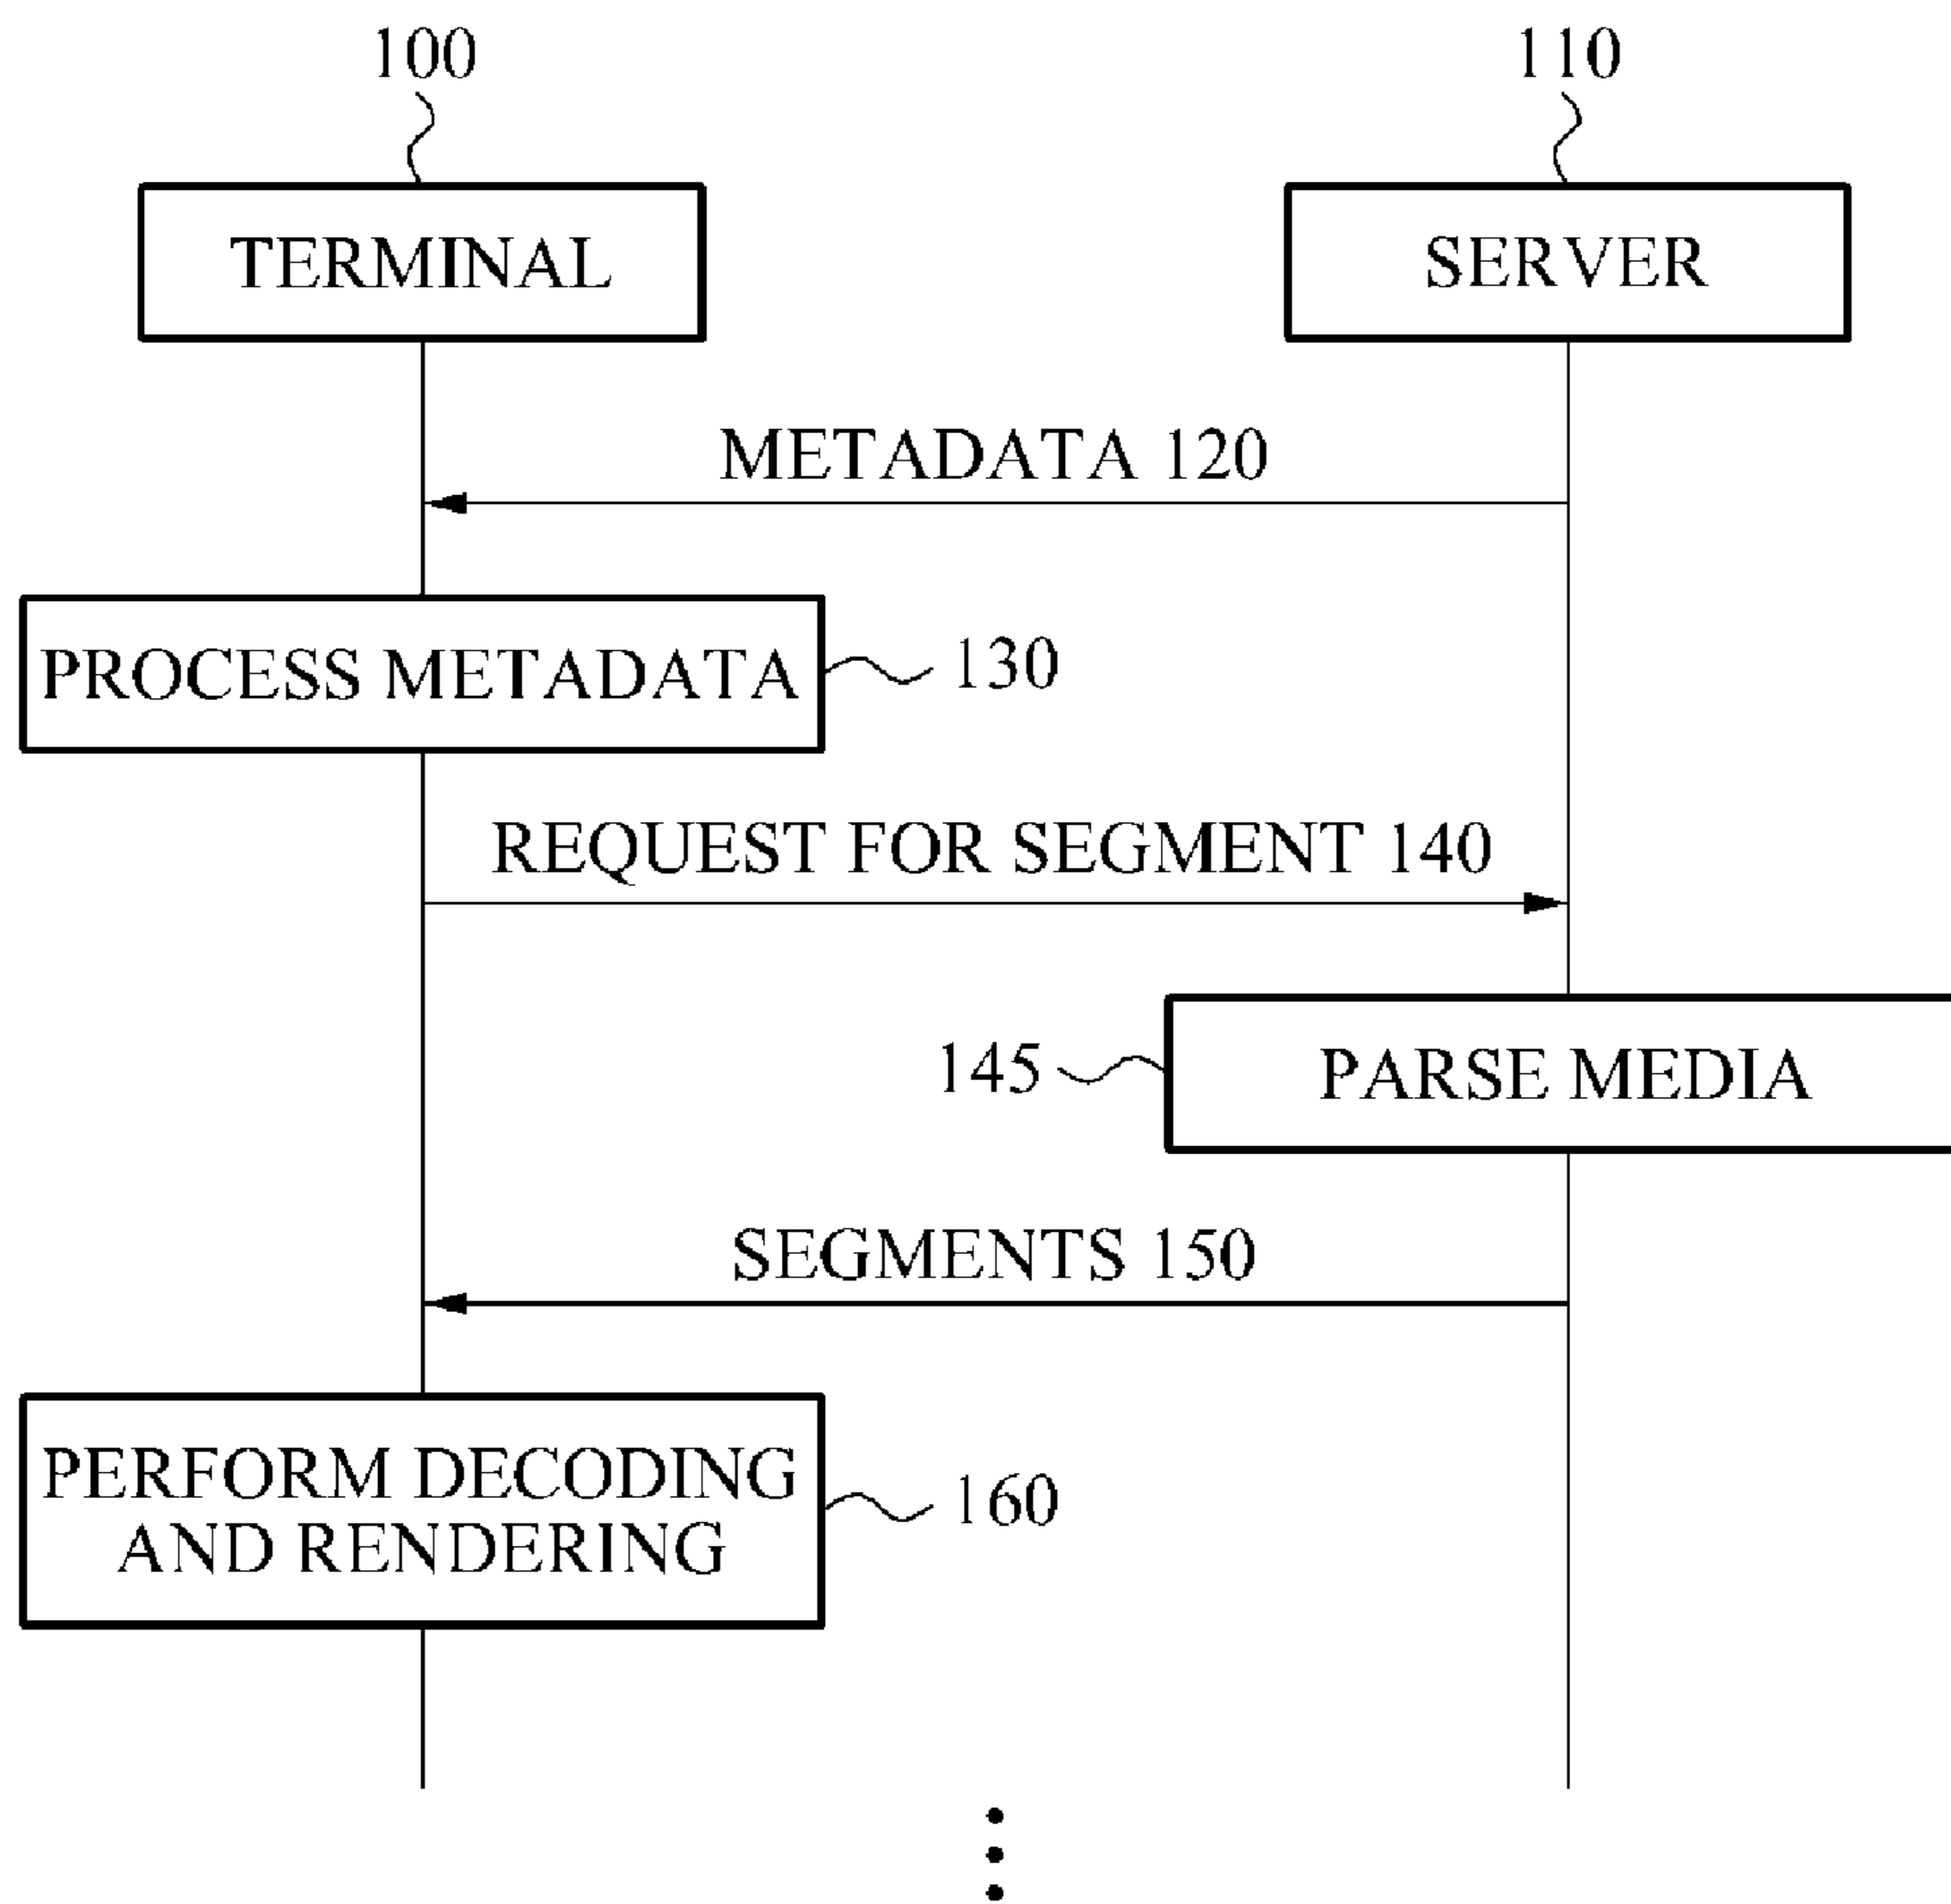 100
110
TERMINAL
SERVER
METADATA 120
PROCESS METADATA
130
REQUEST FOR SEGMENT 140
145
PARSE MEDIA
SEGMENTS 150
PERFORM DECODING
AND RENDERING
160